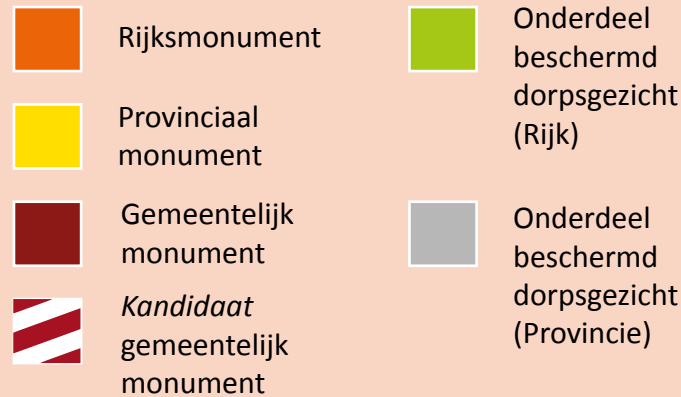 Rijksmonument
Provinciaal
monument
Gemeentelijk
monument
Kandidaat
gemeentelijk
monument
Onderdeel
beschermd
dorpsgezicht
(Rijk)
Onderdeel
beschermd
dorpsgezicht
(Provincie)